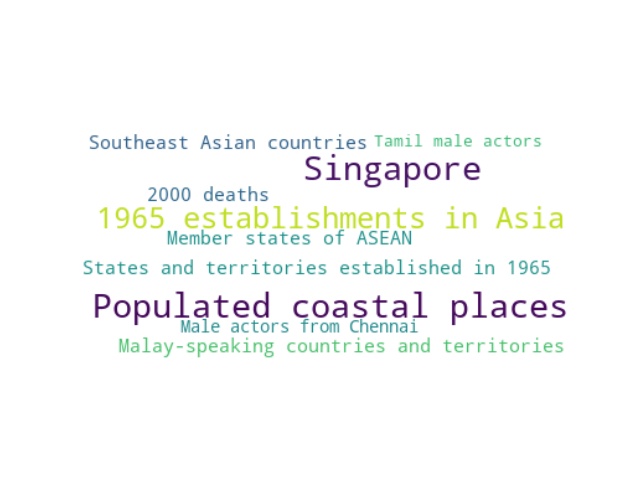 Southeast Asian countries
Tamil male actors
Singapore
2000 deaths
1965 establishments in Asia
Member states of ASEAN
States and territories established in 1965
Populated coastal places
Male actors from Chennai
Malay-speaking countries and territories